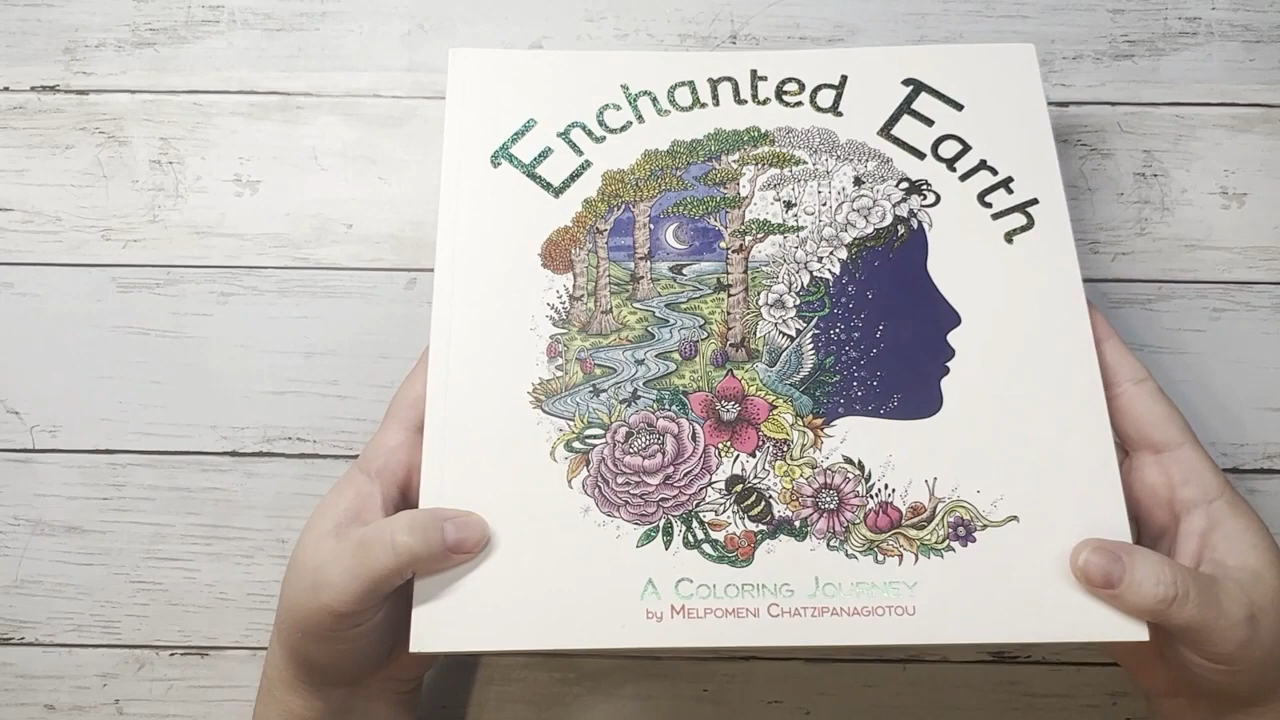 Enchanted Earth
A COLORING JOURNEY
by MELPOMENI CHATZIPANAGIOTOU